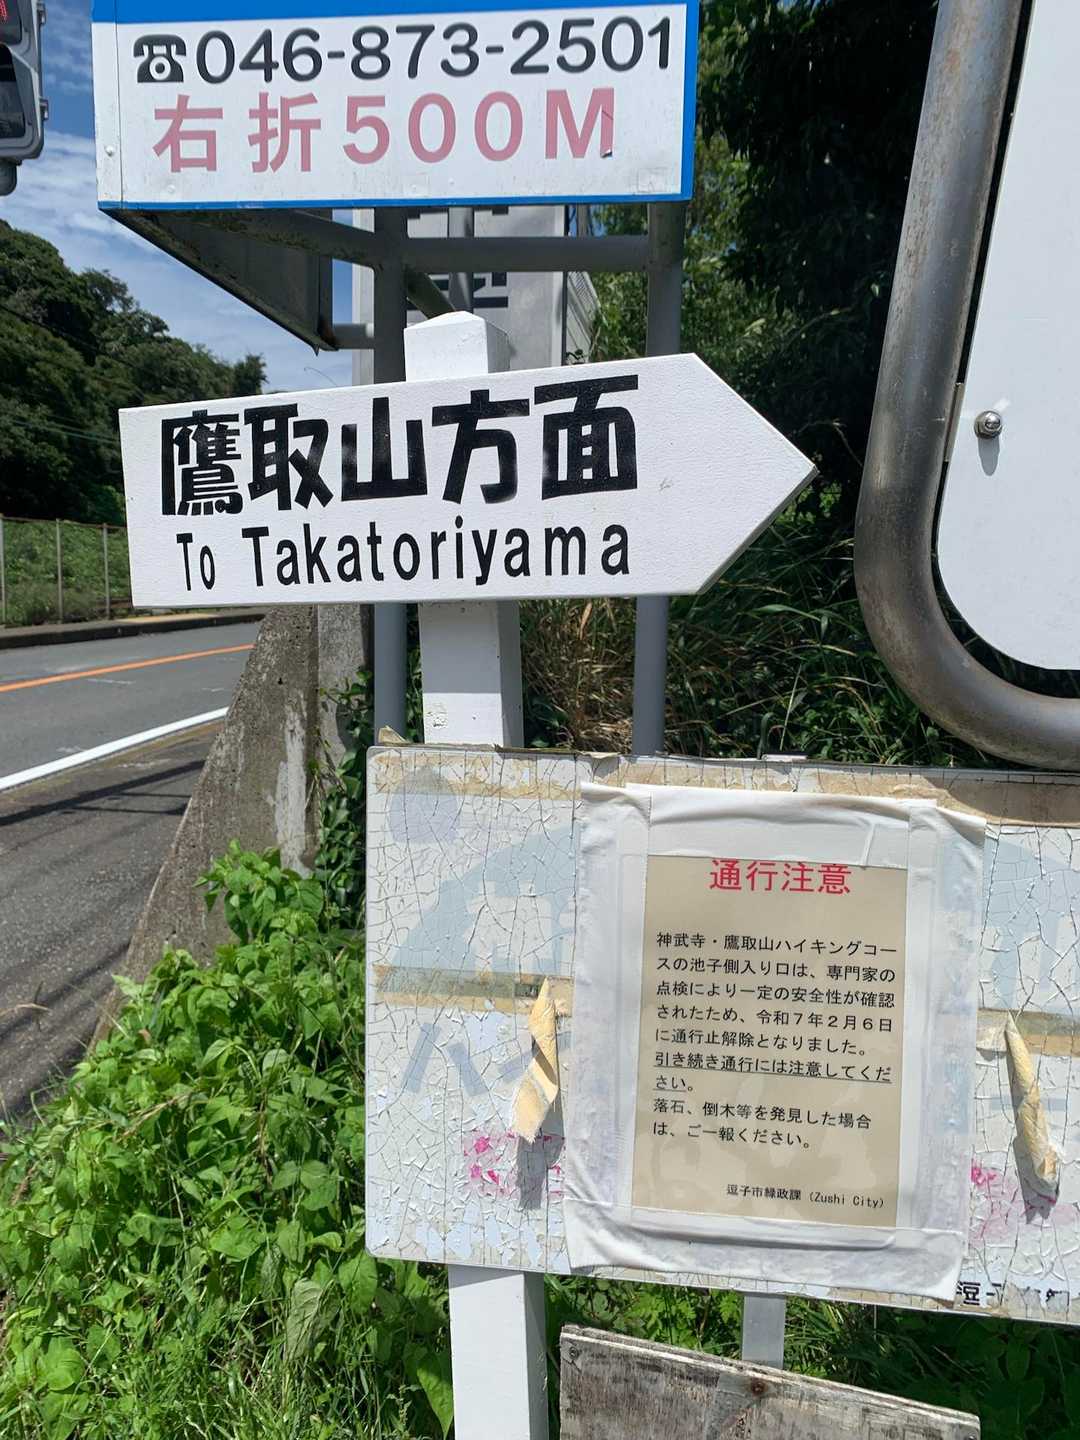 ☎046-873-2501
右折500M
鷹取山方面
To Takatoriyama
通行注意
神武寺・鷹取山ハイキングコー
スの池子側入り口は、専門家の
点検により一定の安全性が確認
されたため、令和７年２月６日
に通行止解除となりました。
引き続き通行には注意してくだ
さい。
落石、倒木等を発見した場合
は、ご一報ください。
逗子市緑政課（Zushi City）